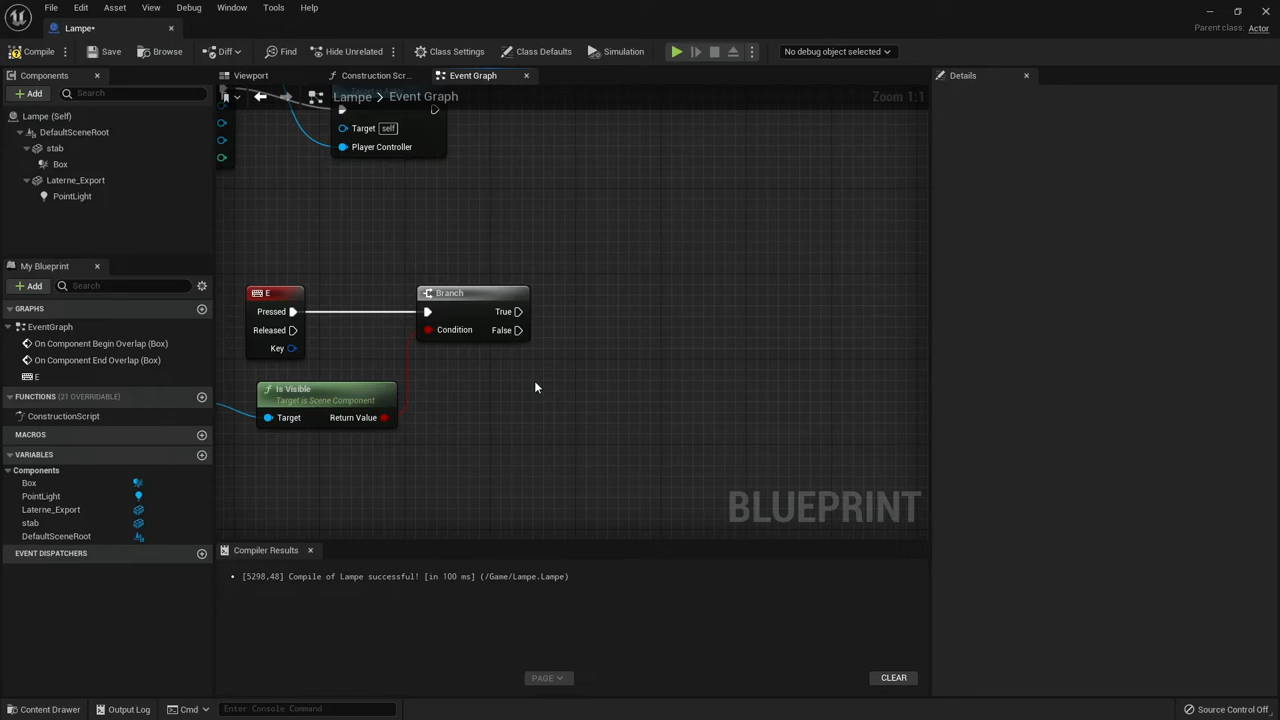 File Edit Asset View Debug Window Tools Help
Lampe•
Parent class: Actor
Compile Save Browse Diff Find Hide Unrelated Class Settings Class Defaults Simulation No debug object selected
Components
Viewport Construction Scr... Event Graph
Details
Add Search
Lampe > Event Graph
Zoom 1:1
Lampe (Self)
DefaultSceneRoot
stab
Box
Laterne_Export
PointLight
Target self
Player Controller
My Blueprint
Add Search
GRAPHS
EventGraph
On Component Begin Overlap (Box)
On Component End Overlap (Box)
E
FUNCTIONS (21 OVERRIDABLE)
ConstructionScript
MACROS
VARIABLES
Components
Box
PointLight
Laterne_Export
stab
DefaultSceneRoot
EVENT DISPATCHERS
E
Pressed
Released
Key
Branch
True
Condition False
Is Visible
Target is Scene Component
Target Return Value
BLUEPRINT
Compiler Results
[5298,48] Compile of Lampe successful! [in 100 ms] (/Game/Lampe.Lampe)
PAGE
CLEAR
Content Drawer Output Log Cmd Enter Console Command Source Control Off